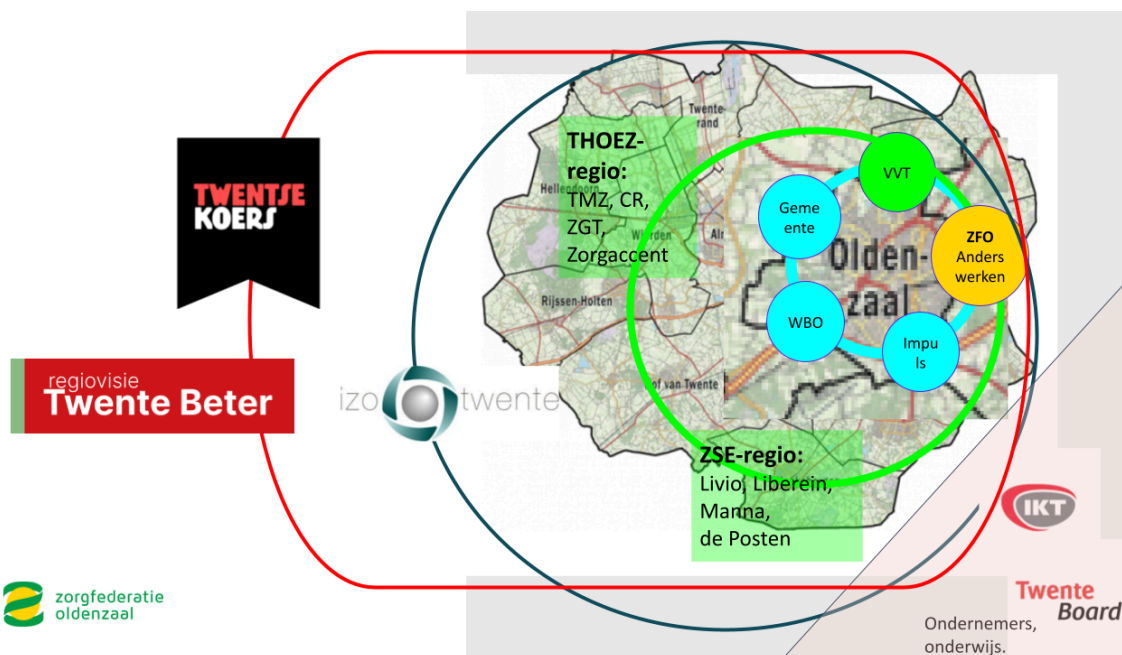 Twente-
rand
THOEZ-
regio:
TMZ, CR,
ZGT,
Zorgaccent
Hellendoorn
Wierden
Rijssen-Holten
Hof van Twente
VVT
Geme
ente
ZFO
Anders
werken
Olden-
zaal
WBO
Impu
ls
TWENTSE
KOERS
regiovisie
Twente Beter
izo twente
ZSE-regio:
Livio, Liberein,
Manna,
de Posten
IKT
Twente
Board
Ondernemers,
onderwijs.
zorgfederatie
oldenzaal